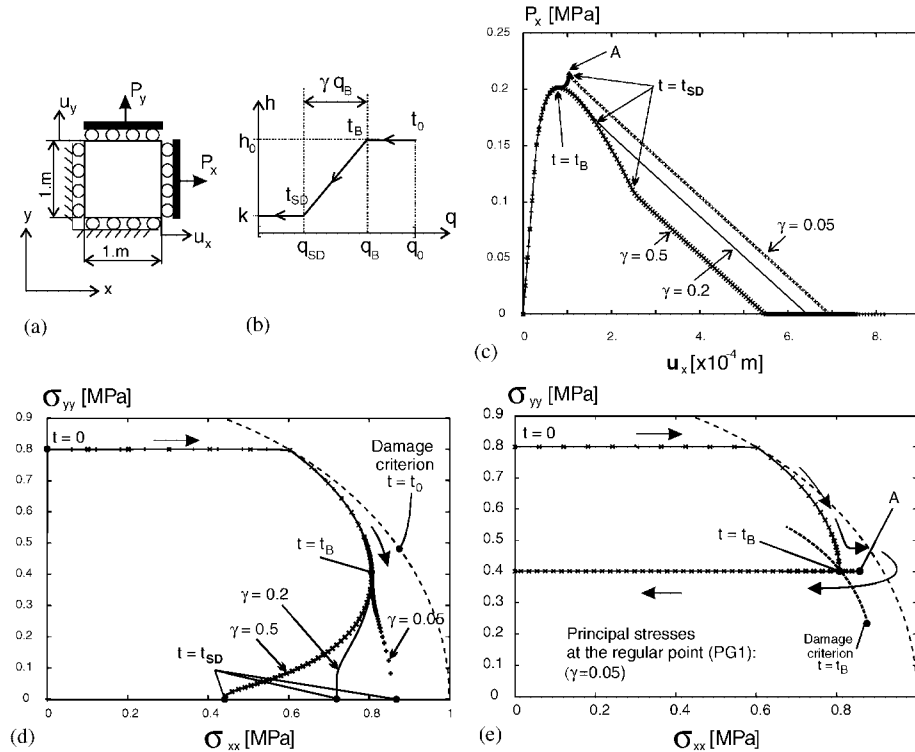 P_x [MPa]
0.25
0.2
0.15
0.1
0.05
0
0
2.
4.
6.
8.
u_x [x10^-4 m]
A
t = t_SD
t = t_B
γ = 0.05
γ = 0.2
γ = 0.5
(c)
P_y
u_y
P_x
1.m
1.m
u_x
y
x
(a)
γ q_B
h
h_0
t_B
t_0
t_SD
k
q
q_SD
q_B
q_0
(b)
σ_yy [MPa]
0.9
0.8
0.7
0.6
0.5
0.4
0.3
0.2
0.1
0
0
0.2
0.4
0.6
0.8
1
t = 0
Damage
criterion
t = t_0
t = t_B
γ = 0.2
γ = 0.5
γ = 0.05
t = t_SD
σ_xx [MPa]
(d)
σ_yy [MPa]
0.9
0.8
0.7
0.6
0.5
0.4
0.3
0.2
0.1
0
0
0.2
0.4
0.6
0.8
t = 0
A
t = t_B
Principal stresses
at the regular point (PG1):
(γ=0.05)
Damage
criterion
t = t_B
σ_xx [MPa]
(e)